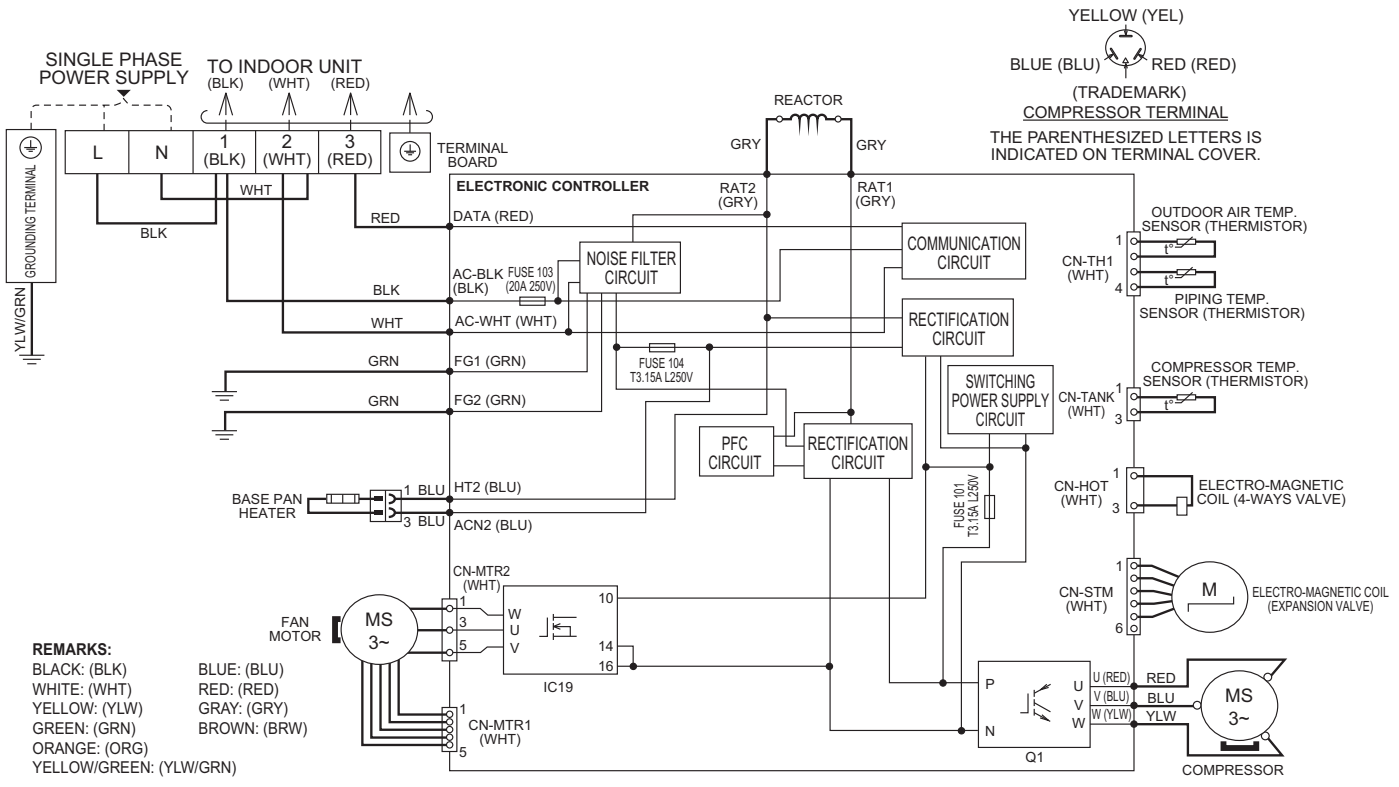 YELLOW (YEL)
BLUE (BLU)
RED (RED)
(TRADEMARK)
COMPRESSOR TERMINAL
THE PARENTHESIZED LETTERS IS
INDICATED ON TERMINAL COVER.
SINGLE PHASE
POWER SUPPLY
TO INDOOR UNIT
(BLK)
(WHT)
(RED)
GROUNDING TERMINAL
L
N
1
(BLK)
2
(WHT)
3
(RED)
TERMINAL
BOARD
WHT
BLK
YLW/GRN
REACTOR
GRY
GRY
ELECTRONIC CONTROLLER
RAT2
(GRY)
RAT1
(GRY)
RED
DATA (RED)
NOISE FILTER
CIRCUIT
COMMUNICATION
CIRCUIT
BLK
AC-BLK
(BLK)
FUSE 103
(20A 250V)
WHT
AC-WHT (WHT)
RECTIFICATION
CIRCUIT
GRN
FG1 (GRN)
FUSE 104
T3.15A L250V
GRN
FG2 (GRN)
SWITCHING
POWER SUPPLY
CIRCUIT
PFC
CIRCUIT
RECTIFICATION
CIRCUIT
FUSE 101
T3.15A L250V
BASE PAN
HEATER
1 BLU
HT2 (BLU)
3 BLU
ACN2 (BLU)
CN-MTR2
(WHT)
1
3
5
W
U
V
10
14
16
IC19
FAN
MOTOR
MS
3~
1
CN-MTR1
(WHT)
5
P
N
U
V
W
Q1
U (RED)
V (BLU)
W (YLW)
RED
BLU
YLW
MS
3~
COMPRESSOR
OUTDOOR AIR TEMP.
SENSOR (THERMISTOR)
1
CN-TH1
(WHT)
4
t°
t°
PIPING TEMP.
SENSOR (THERMISTOR)
COMPRESSOR TEMP.
SENSOR (THERMISTOR)
CN-TANK
(WHT)
1
3
t°
1
CN-HOT
(WHT)
3
ELECTRO-MAGNETIC
COIL (4-WAYS VALVE)
1
CN-STM
(WHT)
6
M
ELECTRO-MAGNETIC COIL
(EXPANSION VALVE)
REMARKS:
BLACK: (BLK)
WHITE: (WHT)
YELLOW: (YLW)
GREEN: (GRN)
ORANGE: (ORG)
YELLOW/GREEN: (YLW/GRN)
BLUE: (BLU)
RED: (RED)
GRAY: (GRY)
BROWN: (BRW)